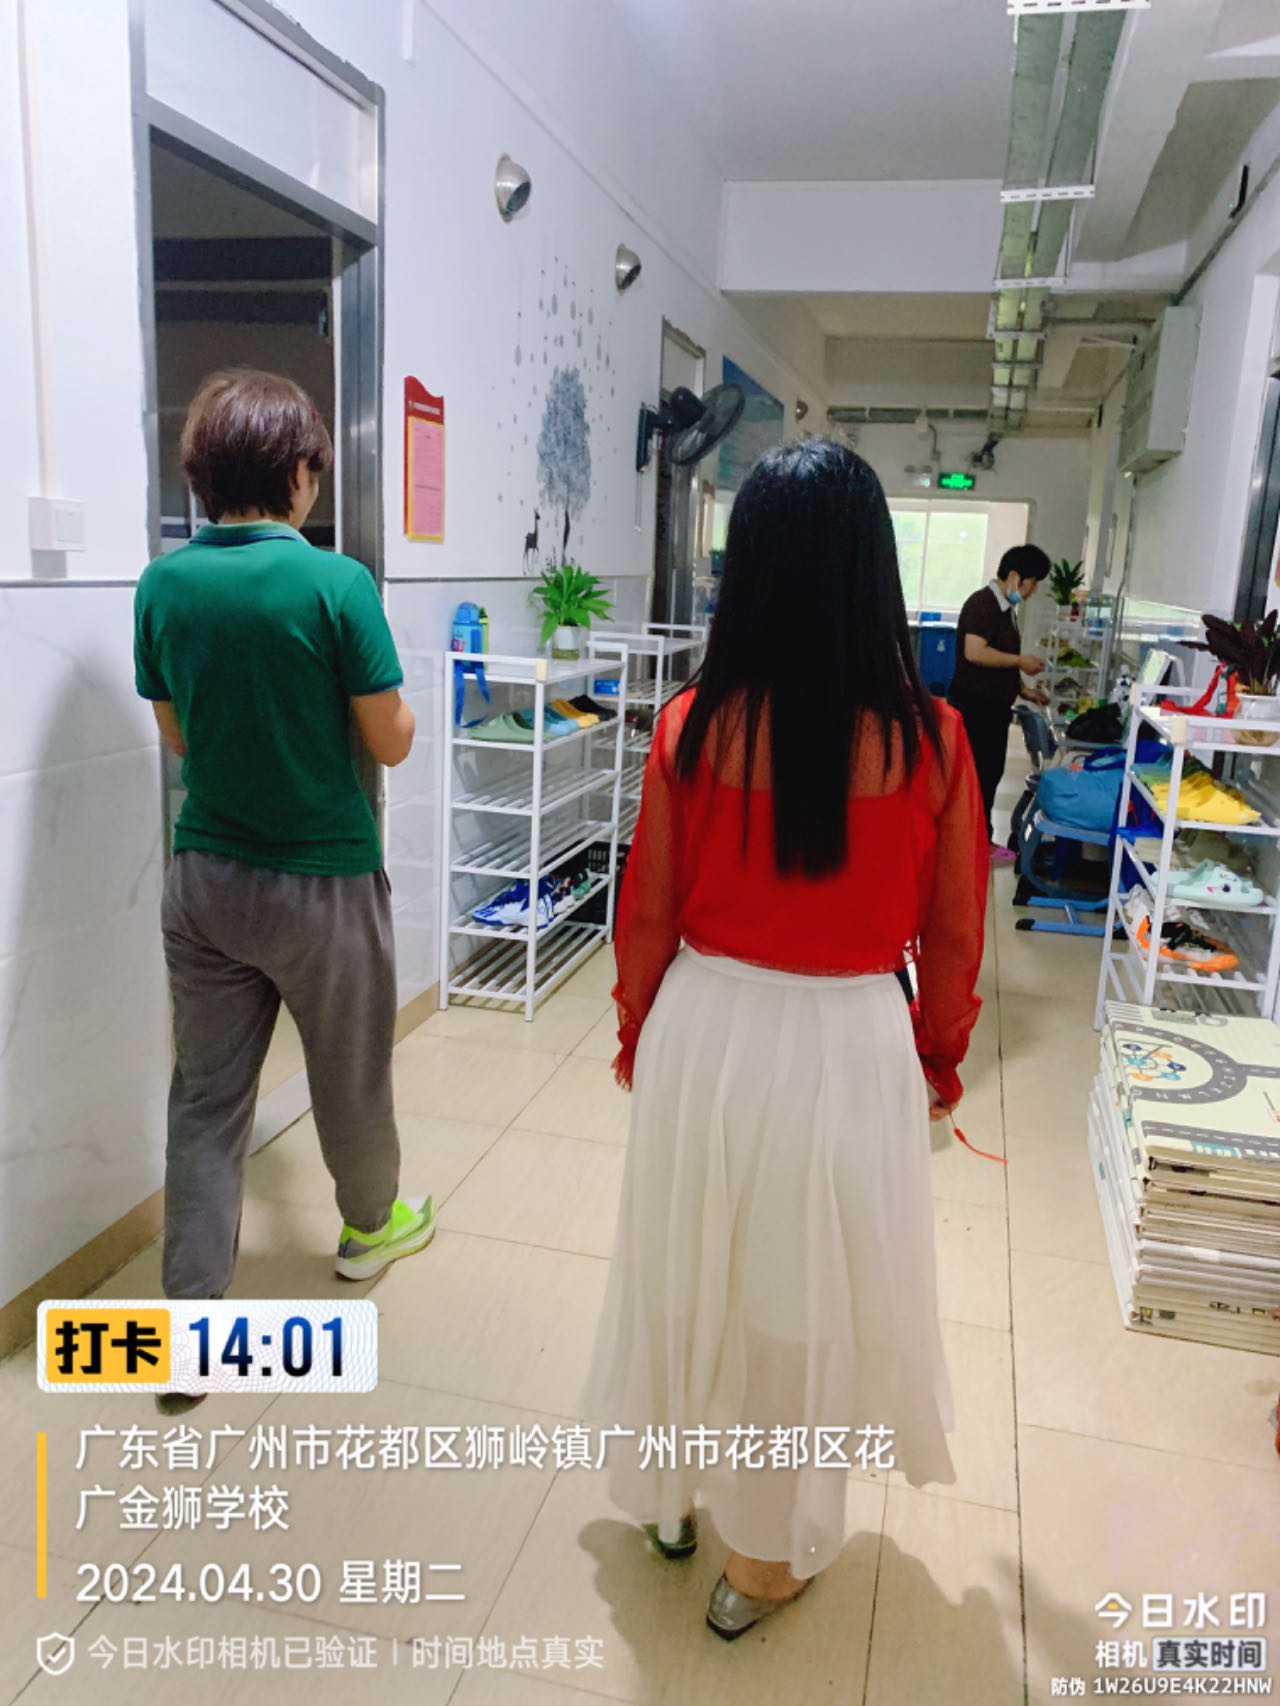 打卡 14:01
广东省广州市花都区狮岭镇广州市花都区花
广金狮学校
2024.04.30 星期二
今日水印相机已验证 | 时间地点真实
今日水印
相机 真实时间
防伪 1W26U9E4K22HNW